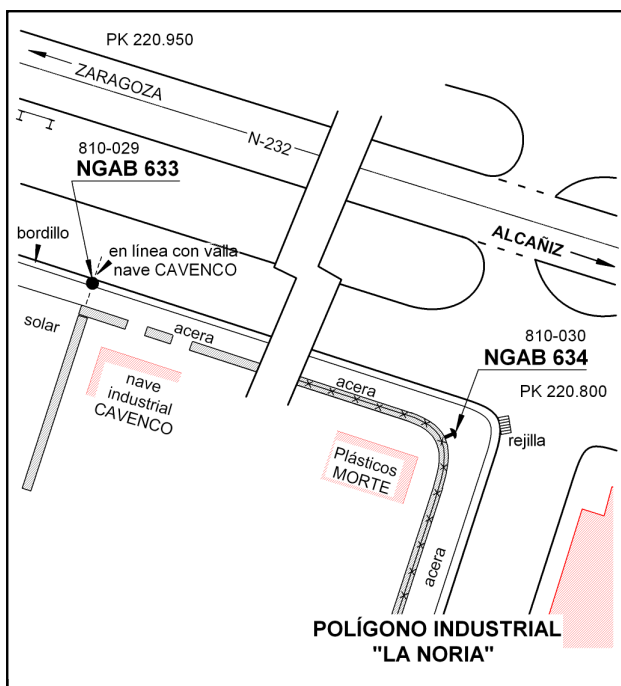 PK 220.950
ZARAGOZA
N-232
810-029
NGAB 633
bordillo
en línea con valla
nave CAVENCO
ALCAÑIZ
solar
acera
810-030
NGAB 634
nave
industrial
CAVENCO
acera
PK 220.800
rejilla
Plásticos
MORTE
acera
POLÍGONO INDUSTRIAL
"LA NORIA"